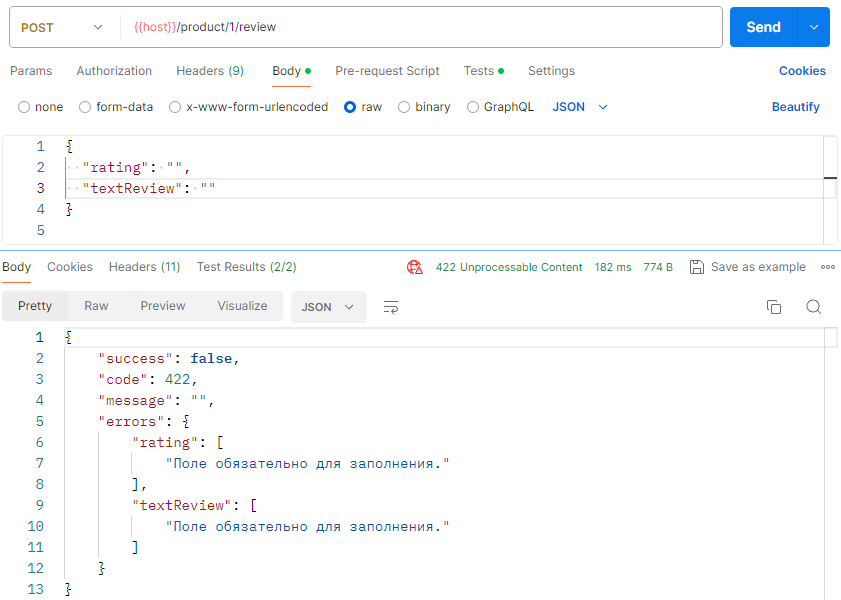 POST {{host}}/product/1/review Send
Params Authorization Headers (9) Body Pre-request Script Tests Settings Cookies
none form-data x-www-form-urlencoded raw binary GraphQL JSON Beautify
1 {
2 "rating": "",
3 "textReview": ""
4 }
5
Body Cookies Headers (11) Test Results (2/2) 422 Unprocessable Content 182 ms 774 B Save as example
Pretty Raw Preview Visualize JSON
1 {
2 "success": false,
3 "code": 422,
4 "message": "",
5 "errors": {
6 "rating": [
7 "Поле обязательно для заполнения."
8 ],
9 "textReview": [
10 "Поле обязательно для заполнения."
11 ]
12 }
13 }